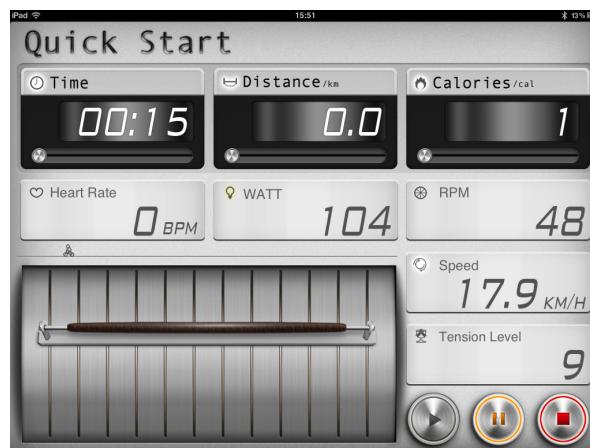 iPad 15:51 13%
Quick Start
Time Distance/km Calories/cal
00:15 0.0 1
Heart Rate WATT RPM
0 BPM 104 48
Speed
17.9 KM/H
Tension Level
9